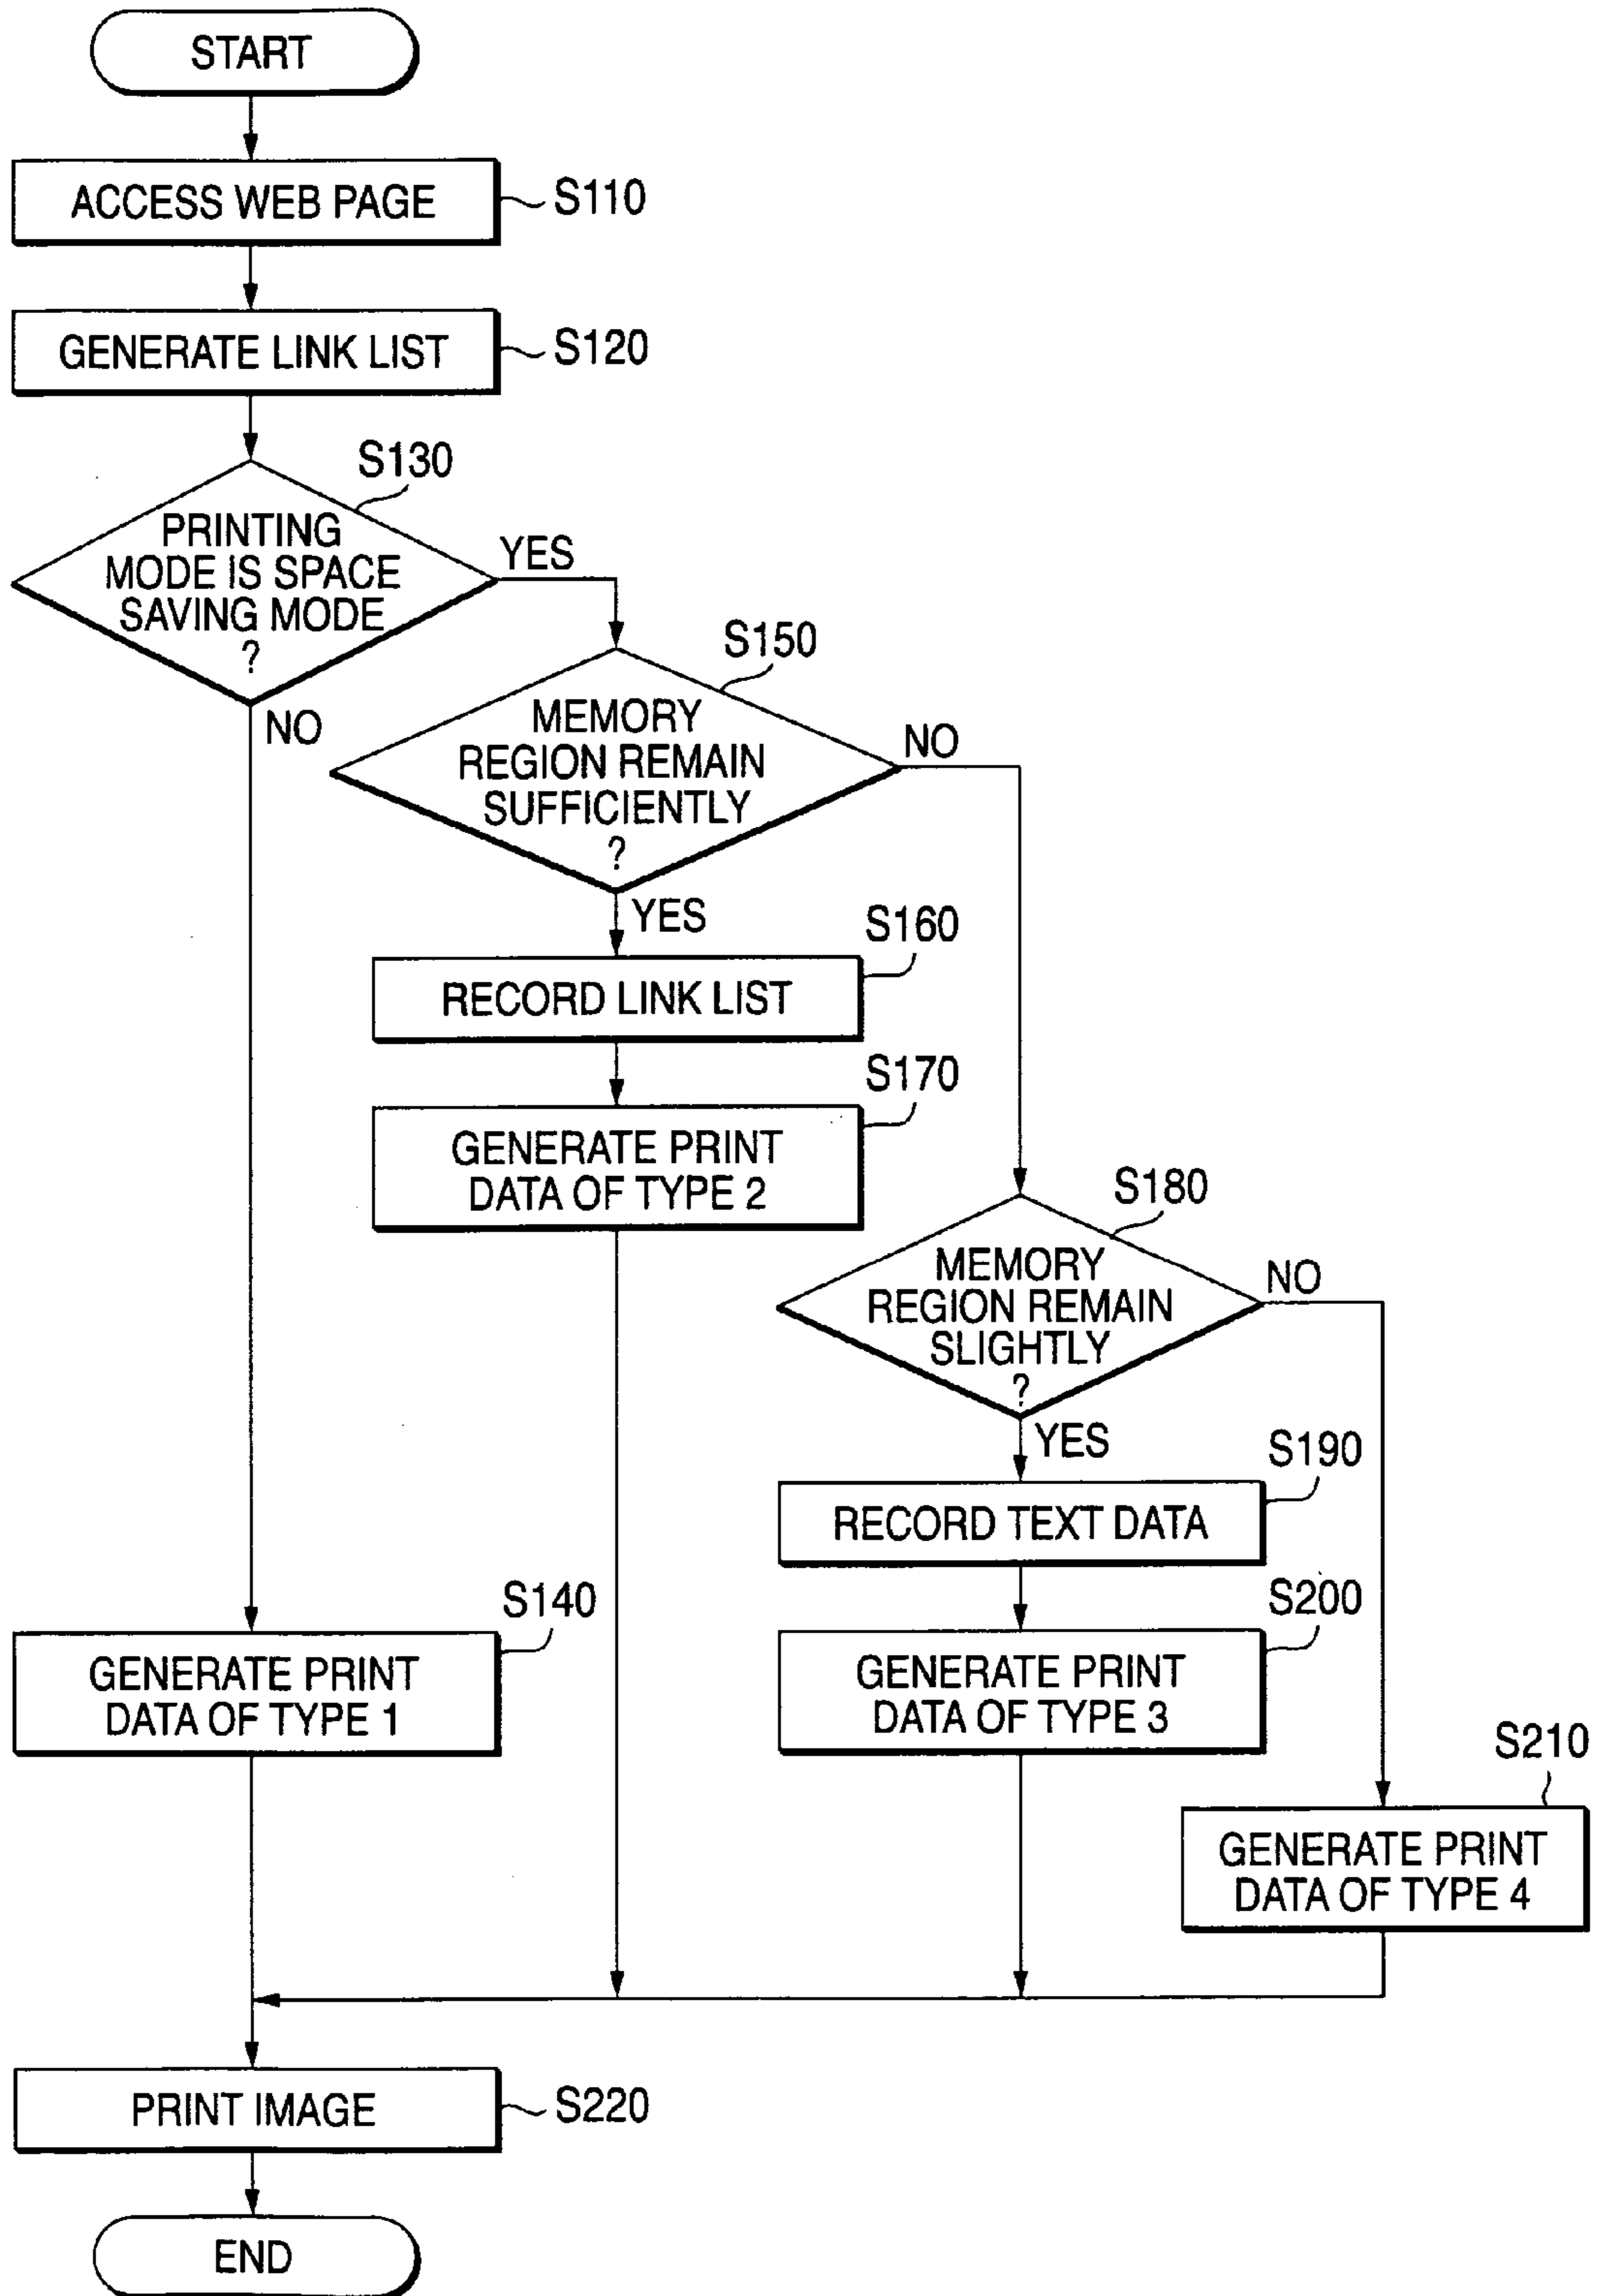 START
ACCESS WEB PAGE
S110
GENERATE LINK LIST
S120
S130
PRINTING
MODE IS SPACE
SAVING MODE
?
YES
NO
S150
MEMORY
REGION REMAIN
SUFFICIENTLY
?
NO
YES
S160
RECORD LINK LIST
S170
GENERATE PRINT
DATA OF TYPE 2
S180
MEMORY
REGION REMAIN
SLIGHTLY
?
NO
YES
S190
RECORD TEXT DATA
S200
GENERATE PRINT
DATA OF TYPE 3
S140
GENERATE PRINT
DATA OF TYPE 1
S210
GENERATE PRINT
DATA OF TYPE 4
PRINT IMAGE
S220
END